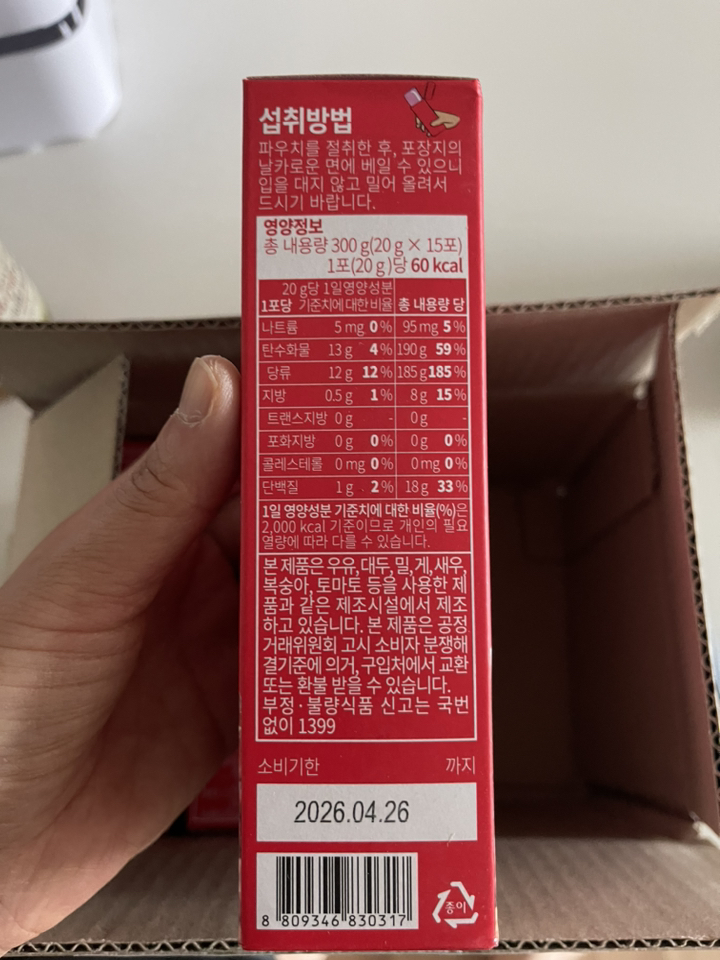 섭취방법
파우치를 절취한 후, 포장지의
날카로운 면에 베일 수 있으니
입을 대지 않고 밀어 올려서
드시기 바랍니다.
영양정보
총 내용량 300 g(20 g × 15포)
1포(20 g)당 60 kcal
20 g당 1일영양성분
1포당 기준치에 대한 비율 총 내용량 당
나트륨 5 mg 0 % 95 mg 5 %
탄수화물 13 g 4 % 190 g 59 %
당류 12 g 12 % 185 g 185 %
지방 0.5 g 1 % 8 g 15 %
트랜스지방 0 g - 0 g -
포화지방 0 g 0 % 0 g 0 %
콜레스테롤 0 mg 0 % 0 mg 0 %
단백질 1 g 2 % 18 g 33 %
1일 영양성분 기준치에 대한 비율(%)은
2,000 kcal 기준이므로 개인의 필요
열량에 따라 다를 수 있습니다.
본 제품은 우유, 대두, 밀, 게, 새우,
복숭아, 토마토 등을 사용한 제
품과 같은 제조시설에서 제조
하고 있습니다. 본 제품은 공정
거래위원회 고시 소비자 분쟁해
결기준에 의거, 구입처에서 교환
또는 환불 받을 수 있습니다.
부정·불량식품 신고는 국번
없이 1399
소비기한 까지
2026.04.26
8 809346 830317
종이